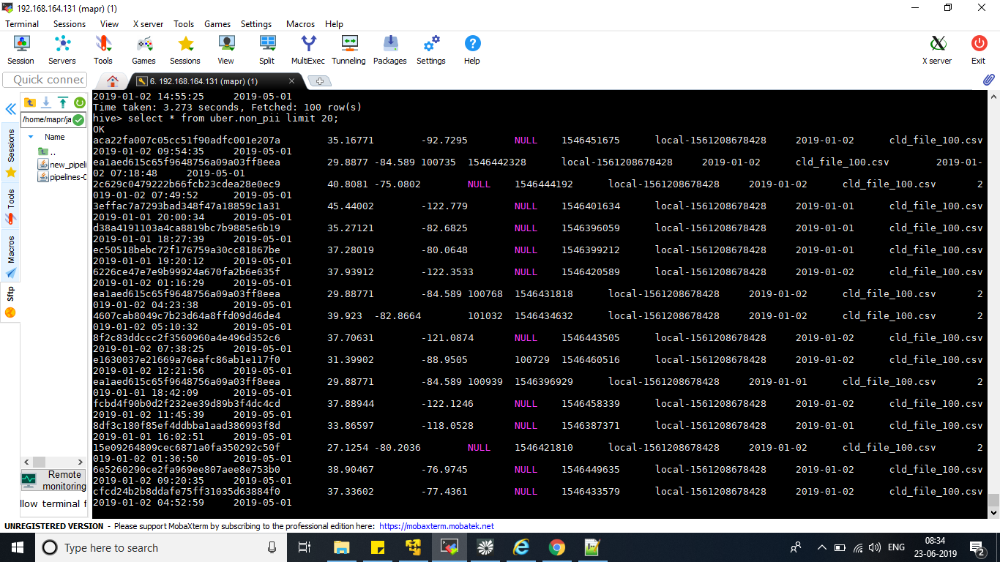 192.168.164.131 (mapr) (1)
Terminal Sessions View X server Tools Games Settings Macros Help
Session Servers Tools Games Sessions View Split MultiExec Tunneling Packages Settings Help X server Exit
Quick connec
6. 192.168.164.131 (mapr) (1)
/home/mapr/ja
Name
..
new_pipeli
pipelines-0
Sessions
Tools
Macros
Sftp
2019-01-02 14:55:25 2019-05-01
Time taken: 3.273 seconds, Fetched: 100 row(s)
hive> select * from uber.non_pii limit 20;
OK
aca22fa007c05cc51f90adfc001e207a 35.16771 -92.7295 NULL 1546451675 local-1561208678428 2019-01-02 cld_file_100.csv
2019-01-02 09:54:35 2019-05-01
ea1aed615c65f9648756a09a03ff8eea 29.8877 -84.589 100735 1546442328 local-1561208678428 2019-01-02 cld_file_100.csv 2019-01-
02 07:18:48 2019-05-01
2c629c0479222b66fcb23cdea28e0ec9 40.8081 -75.0802 NULL 1546444192 local-1561208678428 2019-01-02 cld_file_100.csv 2
019-01-02 07:49:52 2019-05-01
3effac7a7293bad348f47a18859c1a31 45.44002 -122.779 NULL 1546401634 local-1561208678428 2019-01-01 cld_file_100.csv
2019-01-01 20:00:34 2019-05-01
d38a4191103a4ca8819bc7b9885e6b19 35.27121 -82.6825 NULL 1546396059 local-1561208678428 2019-01-01 cld_file_100.csv
2019-01-01 18:27:39 2019-05-01
ec50518bebc72f176759a30cc81867be 37.28019 -80.0648 NULL 1546399212 local-1561208678428 2019-01-01 cld_file_100.csv
2019-01-01 19:20:12 2019-05-01
6226ce47e7e9b99924a670fa2b6e635f 37.93912 -122.3533 NULL 1546420589 local-1561208678428 2019-01-02 cld_file_100.csv
2019-01-02 01:16:29 2019-05-01
ea1aed615c65f9648756a09a03ff8eea 29.88771 -84.589 100768 1546431818 local-1561208678428 2019-01-02 cld_file_100.csv 2
019-01-02 04:23:38 2019-05-01
4607cab8049c7b23d64a8ffd09d46de4 39.923 -82.8664 101032 1546434632 local-1561208678428 2019-01-02 cld_file_100.csv 2
019-01-02 05:10:32 2019-05-01
8f2c83ddccc2f3560960a4e496d352c6 37.70631 -121.0874 NULL 1546443505 local-1561208678428 2019-01-02 cld_file_100.csv
2019-01-02 07:38:25 2019-05-01
e1630037e21669a76eafc86ab1e117f0 31.39902 -88.9505 100729 1546460516 local-1561208678428 2019-01-02 cld_file_100.csv
2019-01-02 12:21:56 2019-05-01
ea1aed615c65f9648756a09a03ff8eea 29.88771 -84.589 100939 1546396929 local-1561208678428 2019-01-01 cld_file_100.csv 2
019-01-01 18:42:09 2019-05-01
fcbd4f90b0d2f232ee39d89b3f4dc4cd 37.88944 -122.1246 NULL 1546458339 local-1561208678428 2019-01-02 cld_file_100.csv
2019-01-02 11:45:39 2019-05-01
8df3c180f85ef4ddbba1aad386993f8d 33.86597 -118.0528 NULL 1546387371 local-1561208678428 2019-01-01 cld_file_100.csv
2019-01-01 16:02:51 2019-05-01
15e09264809cec6871a0fa350292c50f 27.1254 -80.2036 NULL 1546421810 local-1561208678428 2019-01-02 cld_file_100.csv 2
019-01-02 01:36:50 2019-05-01
6e5260290ce2fa969ee807aee8e753b0 38.90467 -76.9745 NULL 1546449635 local-1561208678428 2019-01-02 cld_file_100.csv
2019-01-02 09:20:35 2019-05-01
cfcd24b2b8ddafe75ff31035d63884f0 37.33602 -77.4361 NULL 1546433579 local-1561208678428 2019-01-02 cld_file_100.csv
2019-01-02 04:52:59 2019-05-01
Remote
monitoring
llow terminal f
UNREGISTERED VERSION - Please support MobaXterm by subscribing to the professional edition here: https://mobaxterm.mobatek.net
Type here to search
ENG
08:34
23-06-2019
2